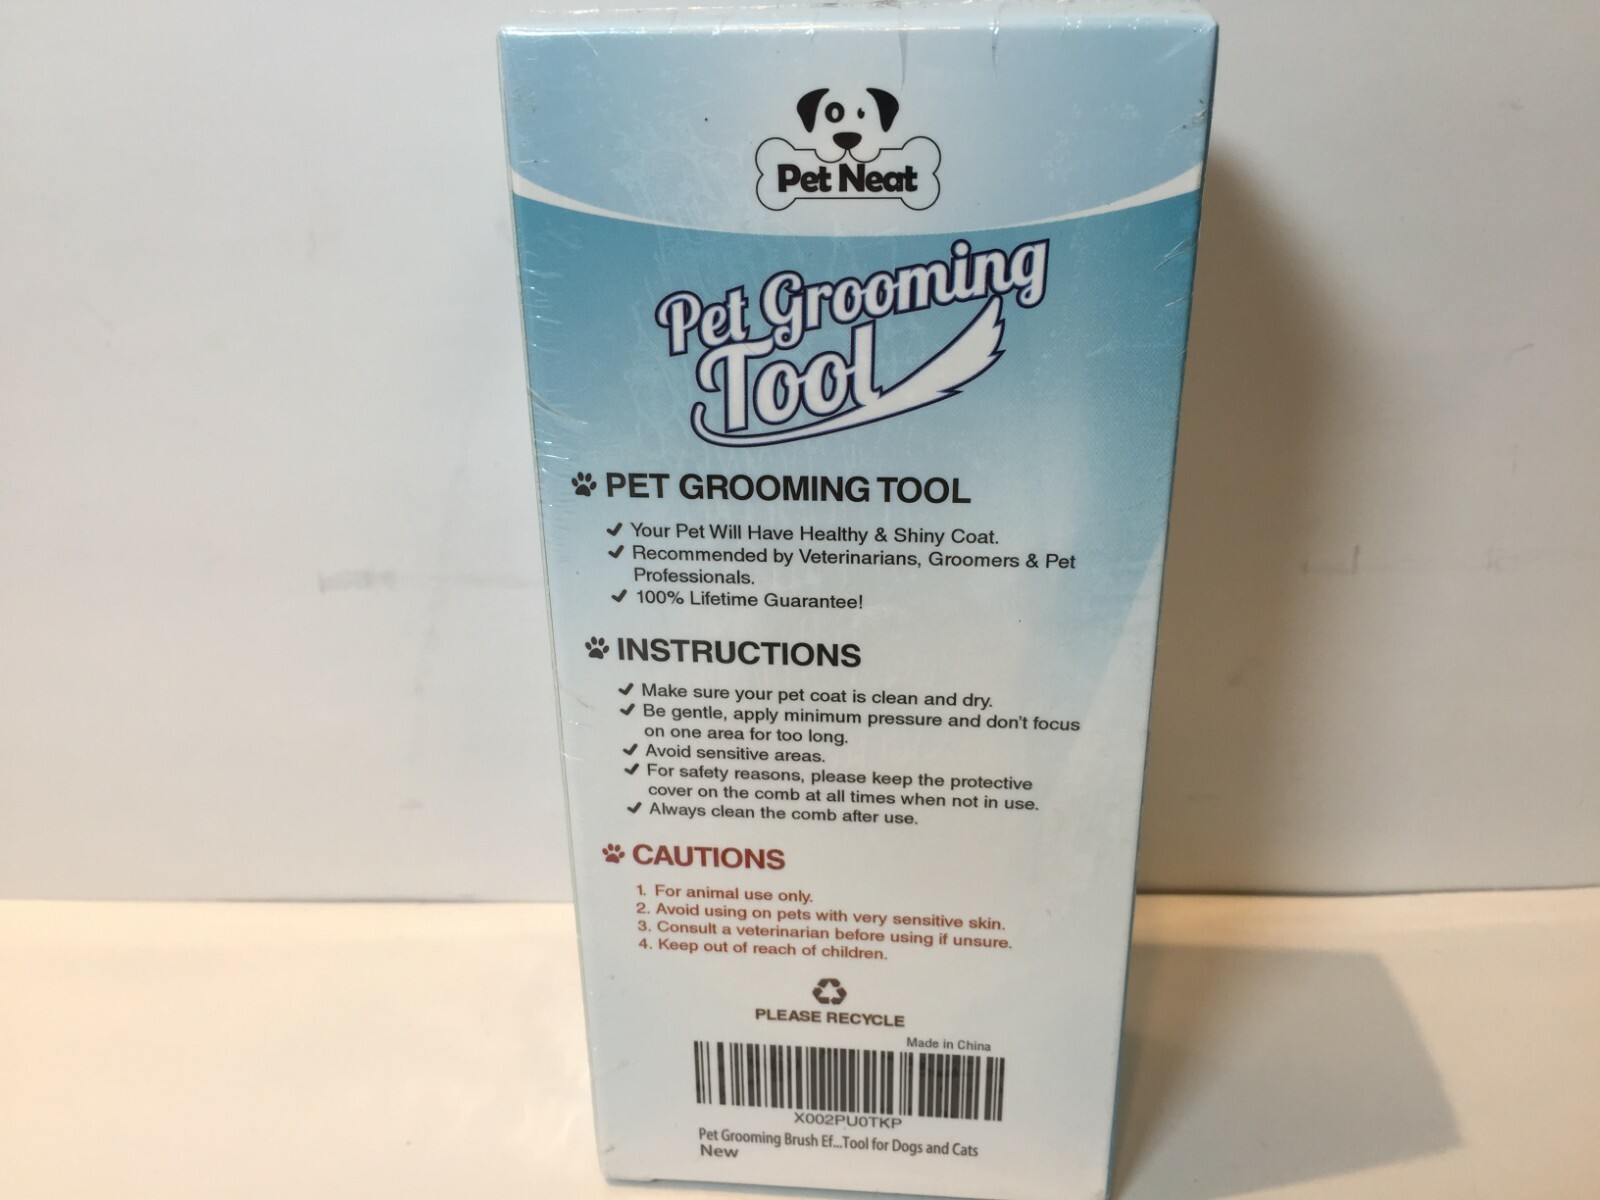 Pet Neat
Pet Grooming
Tool
PET GROOMING TOOL
Your Pet Will Have Healthy & Shiny Coat.
Recommended by Veterinarians, Groomers & Pet
Professionals.
100% Lifetime Guarantee!
INSTRUCTIONS
Make sure your pet coat is clean and dry.
Be gentle, apply minimum pressure and don't focus
on one area for too long.
Avoid sensitive areas.
For safety reasons, please keep the protective
cover on the comb at all times when not in use.
Always clean the comb after use.
CAUTIONS
1. For animal use only.
2. Avoid using on pets with very sensitive skin.
3. Consult a veterinarian before using if unsure.
4. Keep out of reach of children.
PLEASE RECYCLE
Made in China
X002PU0TKP
Pet Grooming Brush Ef...Tool for Dogs and Cats
New